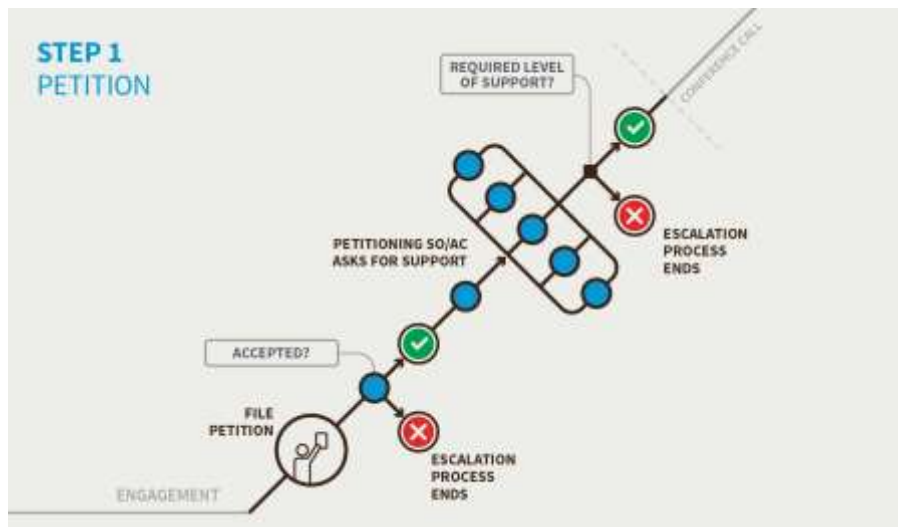 STEP 1
PETITION
REQUIRED LEVEL
OF SUPPORT?
CONFERENCE CALL
ESCALATION
PROCESS
ENDS
PETITIONING SO/AC
ASKS FOR SUPPORT
ACCEPTED?
FILE
PETITION
ESCALATION
PROCESS
ENDS
ENGAGEMENT